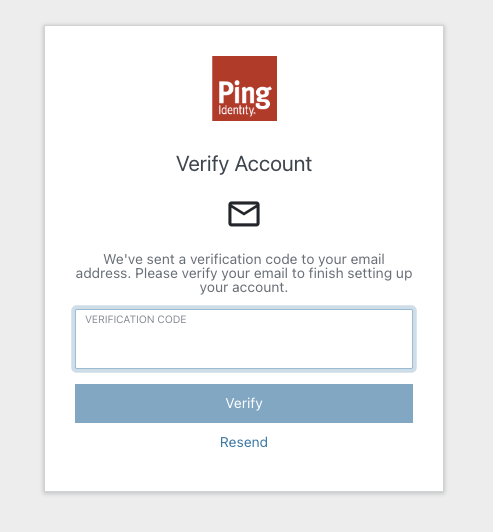 Ping
Identity.
Verify Account
We've sent a verification code to your email
address. Please verify your email to finish setting up
your account.
VERIFICATION CODE
Verify
Resend